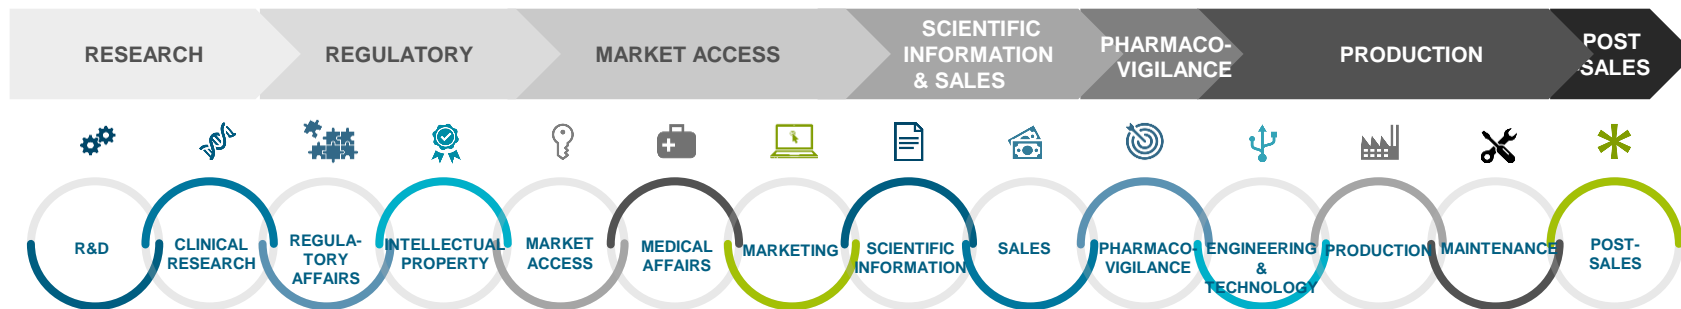 RESEARCH
REGULATORY
MARKET ACCESS
SCIENTIFIC
INFORMATION
& SALES
PHARMACO-
VIGILANCE
PRODUCTION
POST
-SALES
R&D
CLINICAL
RESEARCH
REGULA-
TORY
AFFAIRS
INTELLECTUAL
PROPERTY
MARKET
ACCESS
MEDICAL
AFFAIRS
MARKETING
SCIENTIFIC
INFORMATION
SALES
PHARMACO-
VIGILANCE
ENGINEERING
&
TECHNOLOGY
PRODUCTION
MAINTENANCE
POST-
SALES